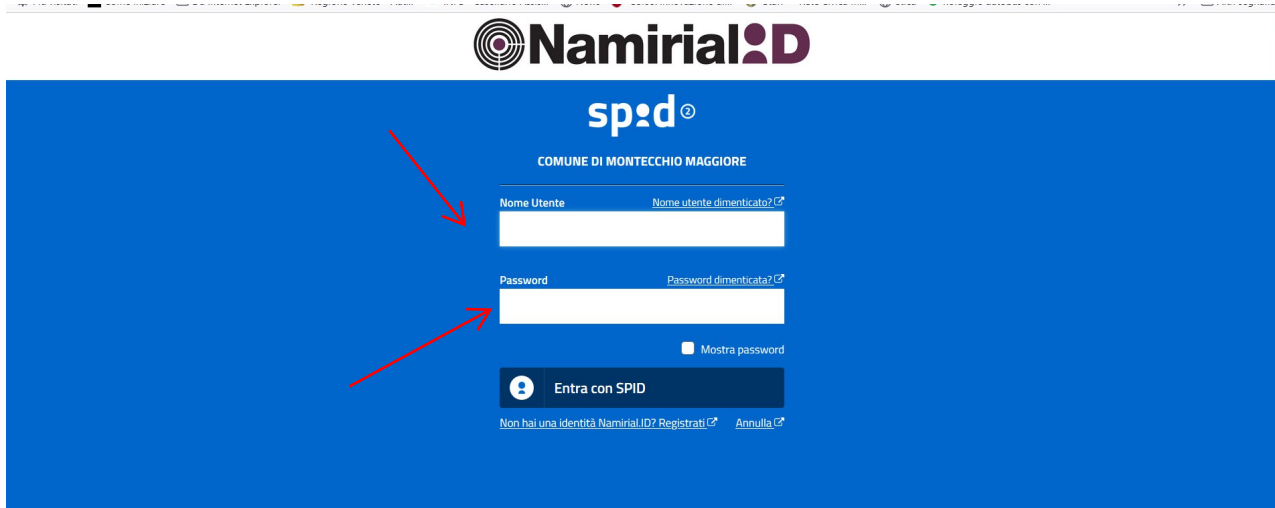 Namirial ID
spid 2
COMUNE DI MONTECCHIO MAGGIORE
Nome Utente Nome utente dimenticato?
Password Password dimenticata?
Mostra password
Entra con SPID
Non hai una identità Namirial.ID? Registrati Annulla